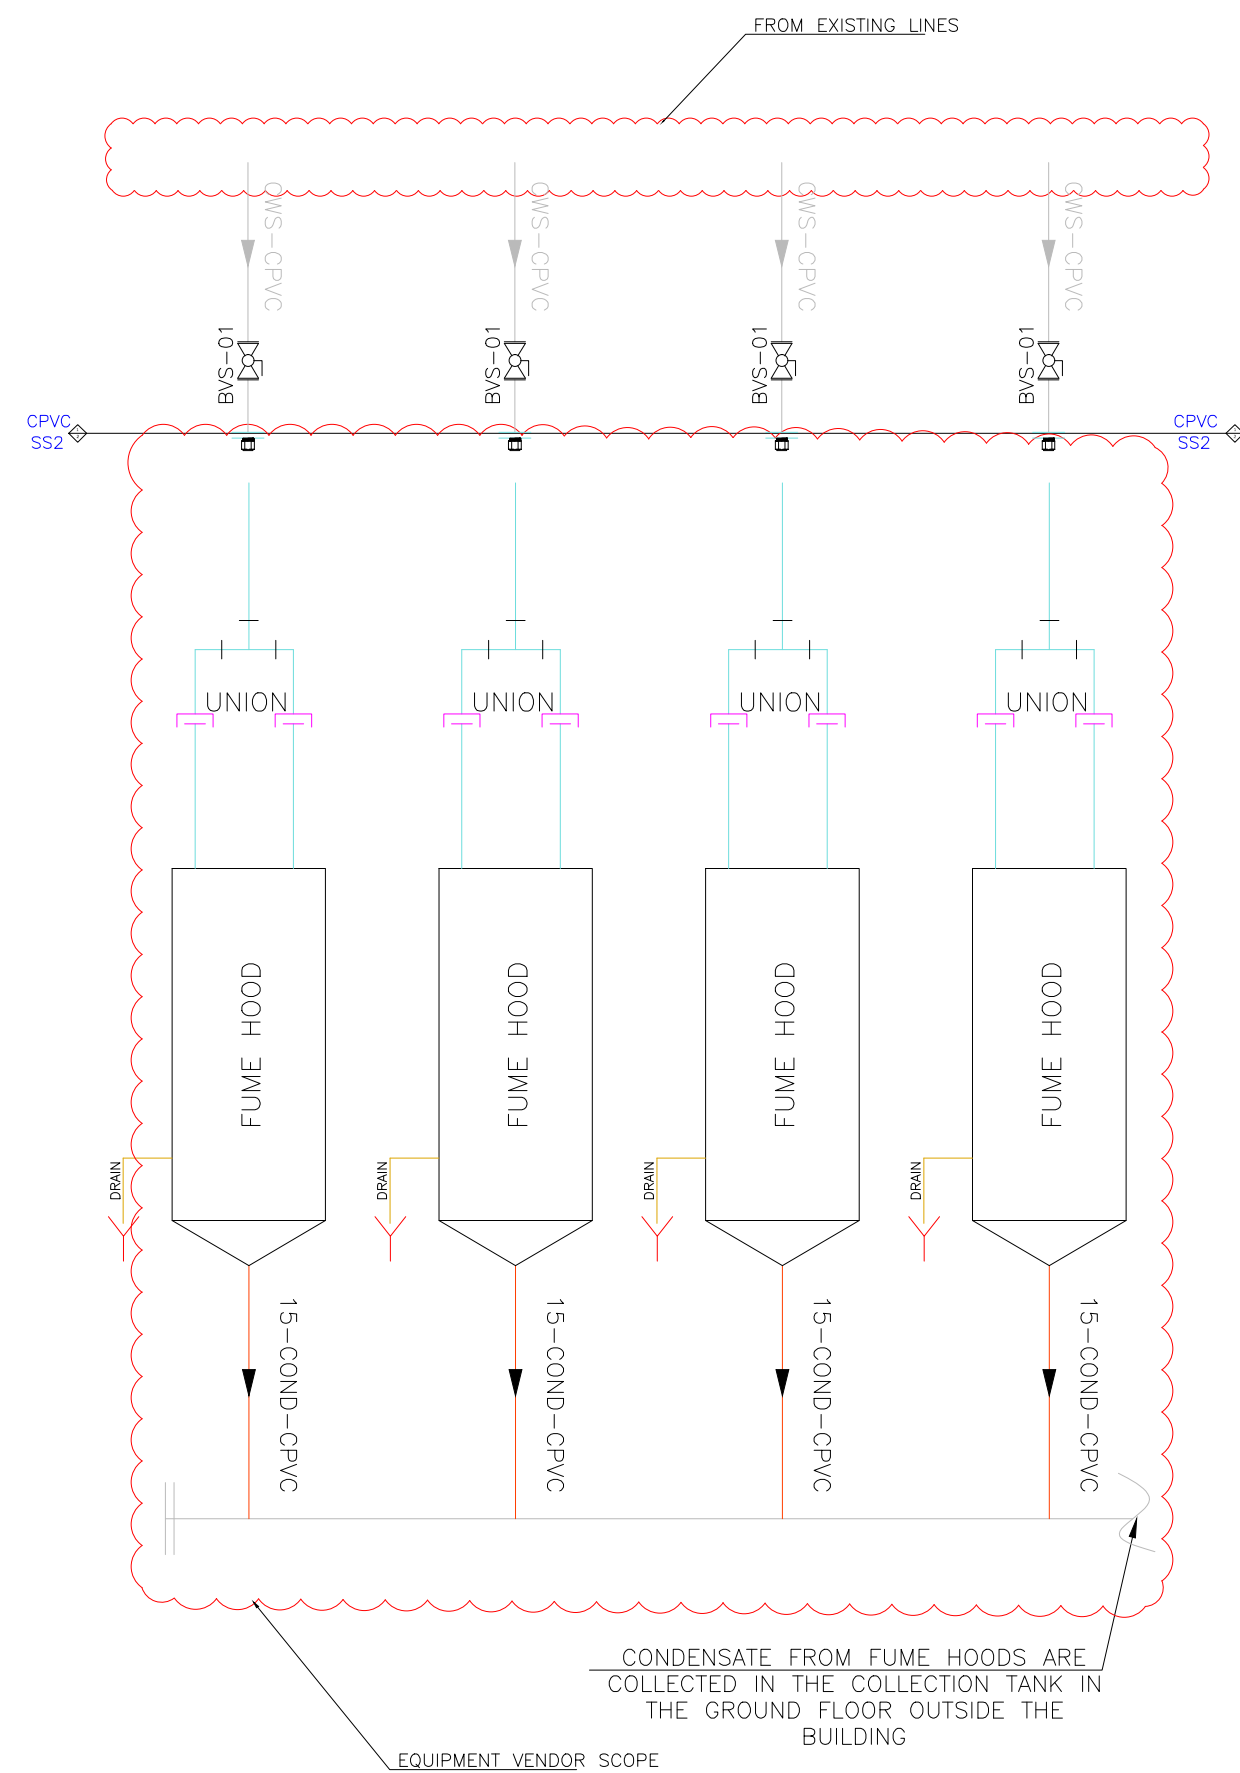 FROM EXISTING LINES
CWS-CPVC
CWS-CPVC
CWS-CPVC
CWS-CPVC
BVS-01
BVS-01
BVS-01
BVS-01
CPVC
SS2
CPVC
SS2
UNION
UNION
UNION
UNION
FUME HOOD
FUME HOOD
FUME HOOD
FUME HOOD
DRAIN
DRAIN
DRAIN
DRAIN
15-COND-CPVC
15-COND-CPVC
15-COND-CPVC
15-COND-CPVC
CONDENSATE FROM FUME HOODS ARE
COLLECTED IN THE COLLECTION TANK IN
THE GROUND FLOOR OUTSIDE THE
BUILDING
EQUIPMENT VENDOR SCOPE